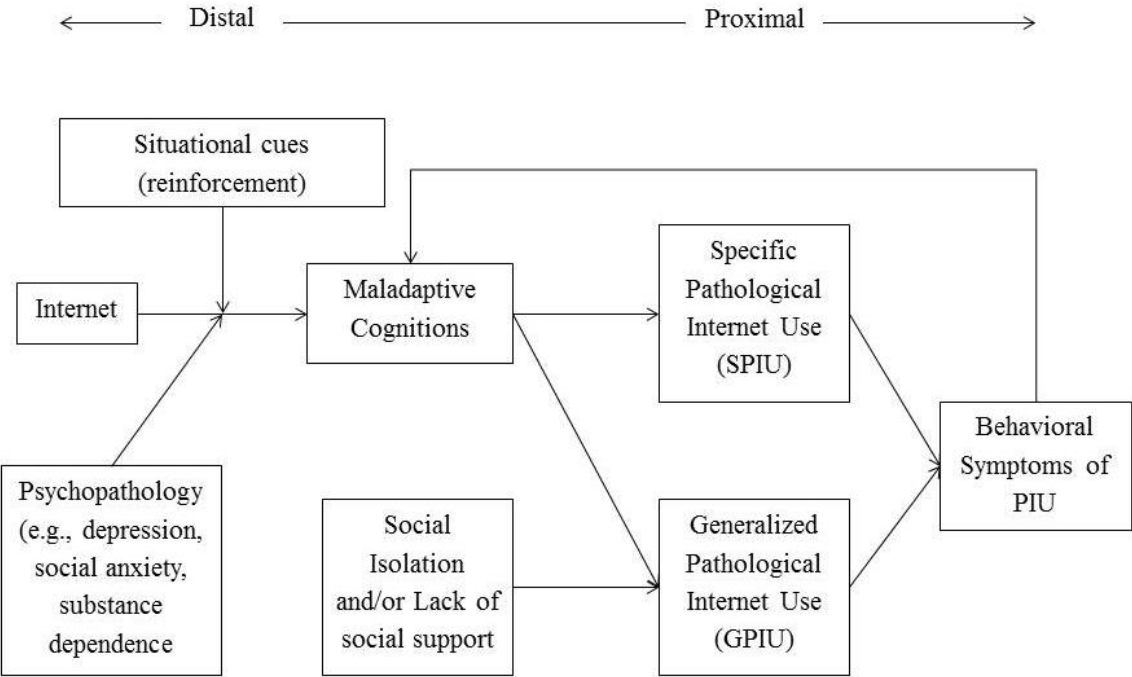 Distal
Proximal
Situational cues
(reinforcement)
Internet
Maladaptive
Cognitions
Specific
Pathological
Internet Use
(SPIU)
Behavioral
Symptoms of
PIU
Psychopathology
(e.g., depression,
social anxiety,
substance
dependence
Social
Isolation
and/or Lack of
social support
Generalized
Pathological
Internet Use
(GPIU)